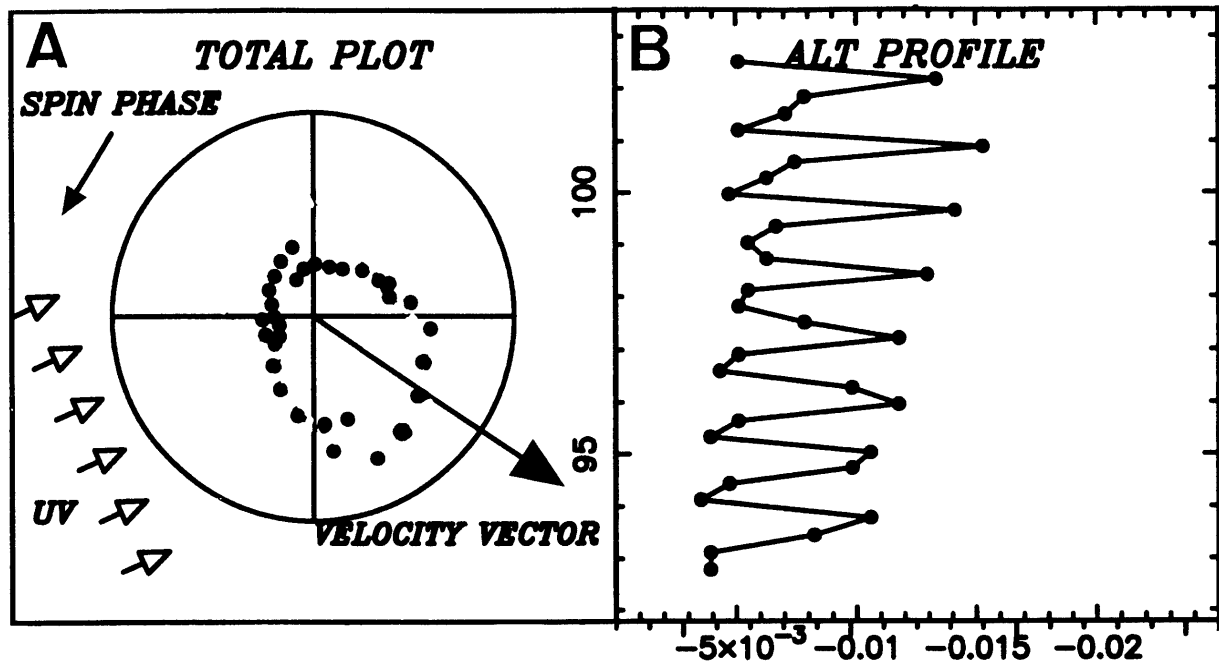 A
TOTAL PLOT
SPIN PHASE
UV
VELOCITY VECTOR
B
ALT PROFILE
100
95
-5×10⁻³ -0.01 -0.015 -0.02